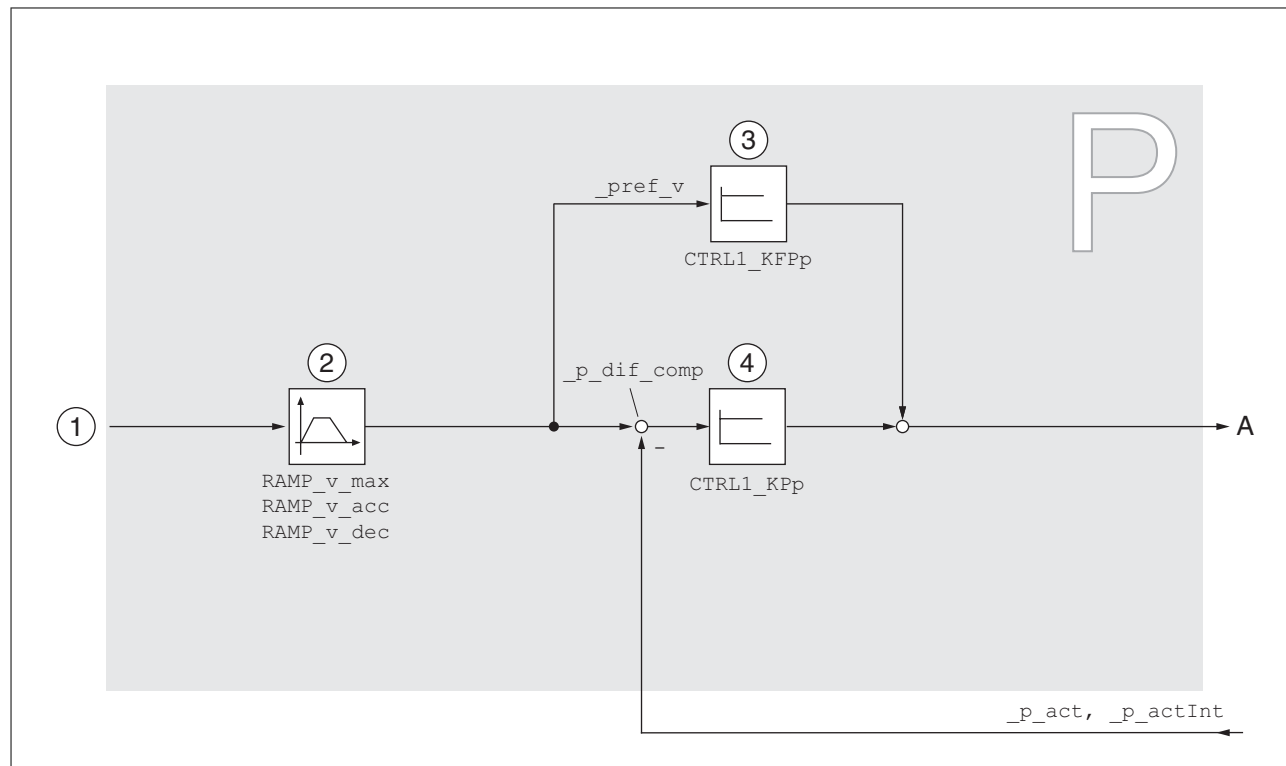 P
3
_pref_v
CTRL1_KFPp
2
_p_dif_comp
4
1
A
-
RAMP_v_max
RAMP_v_acc
RAMP_v_dec
CTRL1_KPp
_p_act, _p_actInt